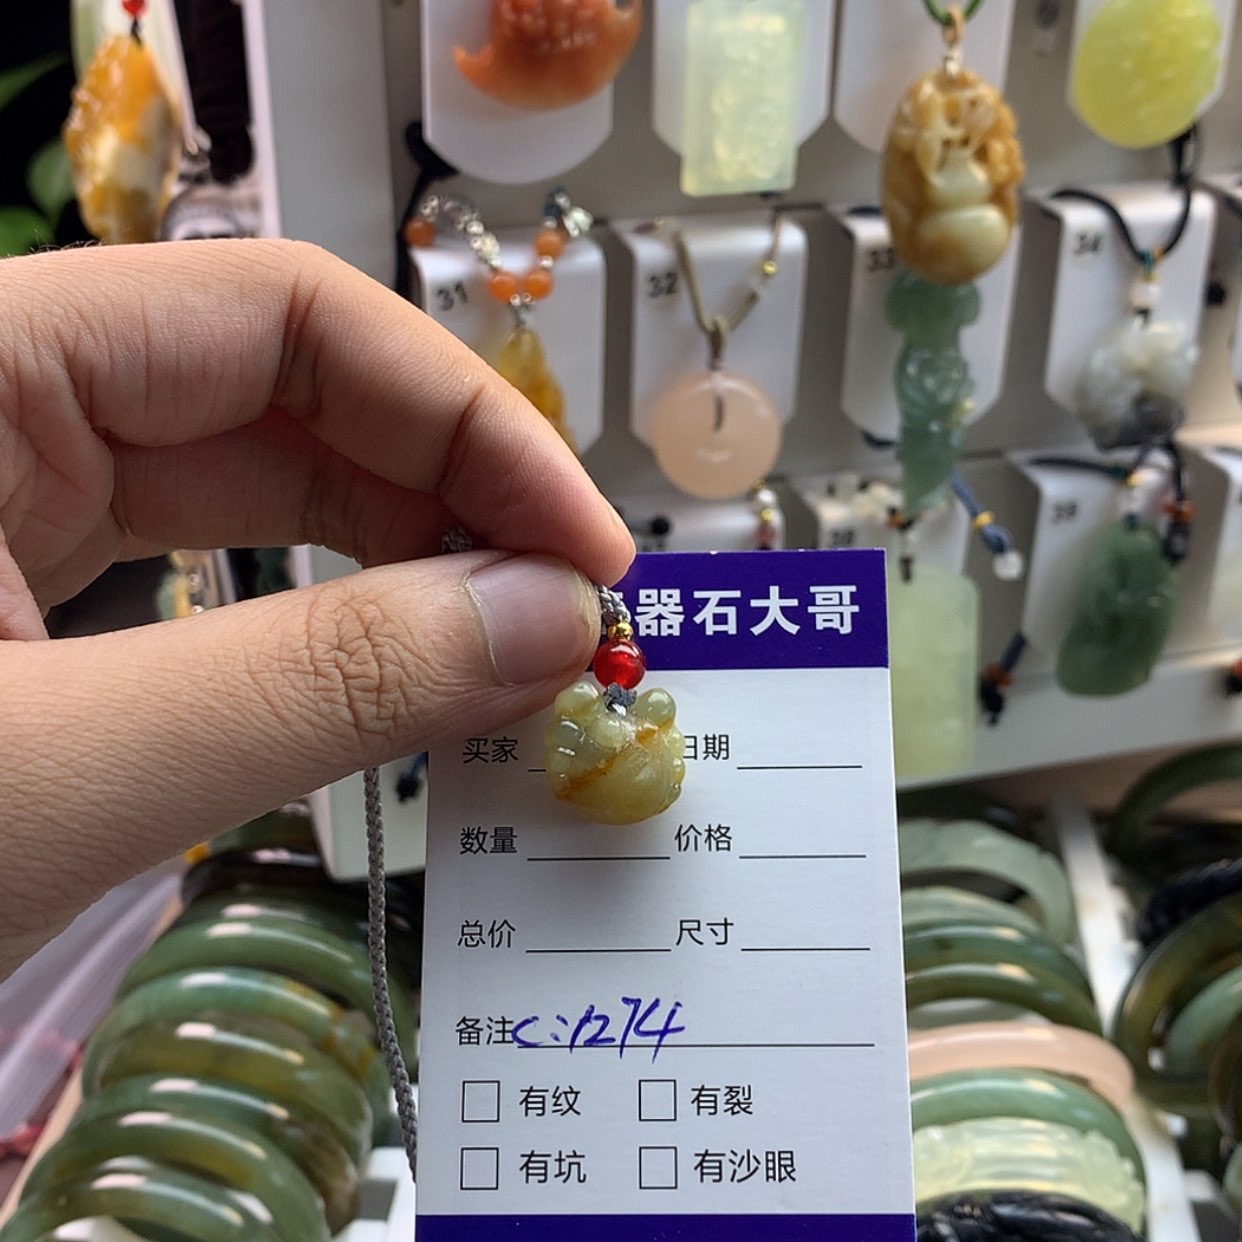 31
32
33
34
39
器石大哥
买家 日期
数量 价格
总价 尺寸
备注 C:1274
有纹 有裂
有坑 有沙眼